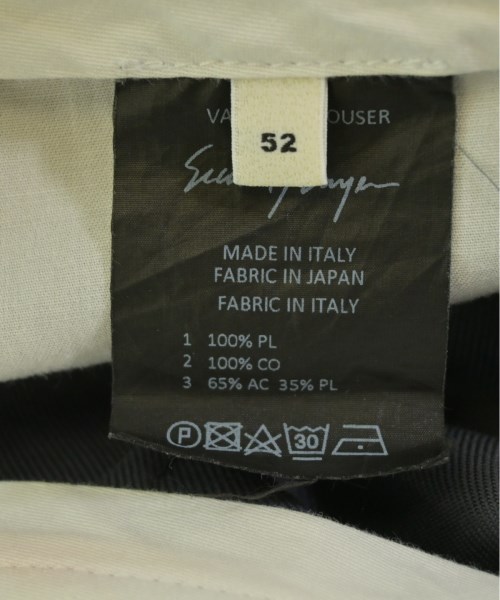 52
MADE IN ITALY
FABRIC IN JAPAN
FABRIC IN ITALY
1 100% PL
2 100% CO
3 65% AC 35% PL
P
30